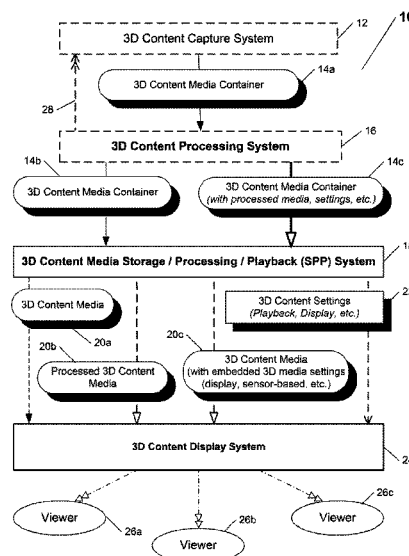 10
12
3D Content Capture System
14a
3D Content Media Container
28
16
3D Content Processing System
14b
14c
3D Content Media Container
3D Content Media Container
(with processed media, settings, etc.)
3D Content Media Storage / Processing / Playback (SPP) System
3D Content Media
20a
20c
3D Content Settings
(Playback, Display, etc.)
20b
Processed 3D Content
Media
3D Content Media
(with embedded 3D media settings
(display, sensor-based, etc.)
3D Content Display System
Viewer
Viewer
Viewer
26a
26b
26c